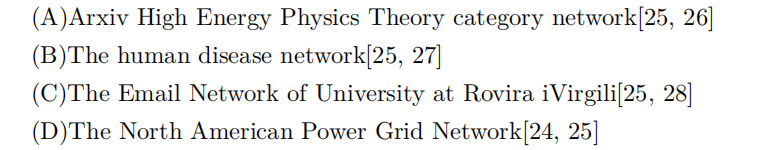 (A)Arxiv High Energy Physics Theory category network[25, 26]
(B)The human disease network[25, 27]
(C)The Email Network of University at Rovira iVirgili[25, 28]
(D)The North American Power Grid Network[24, 25]